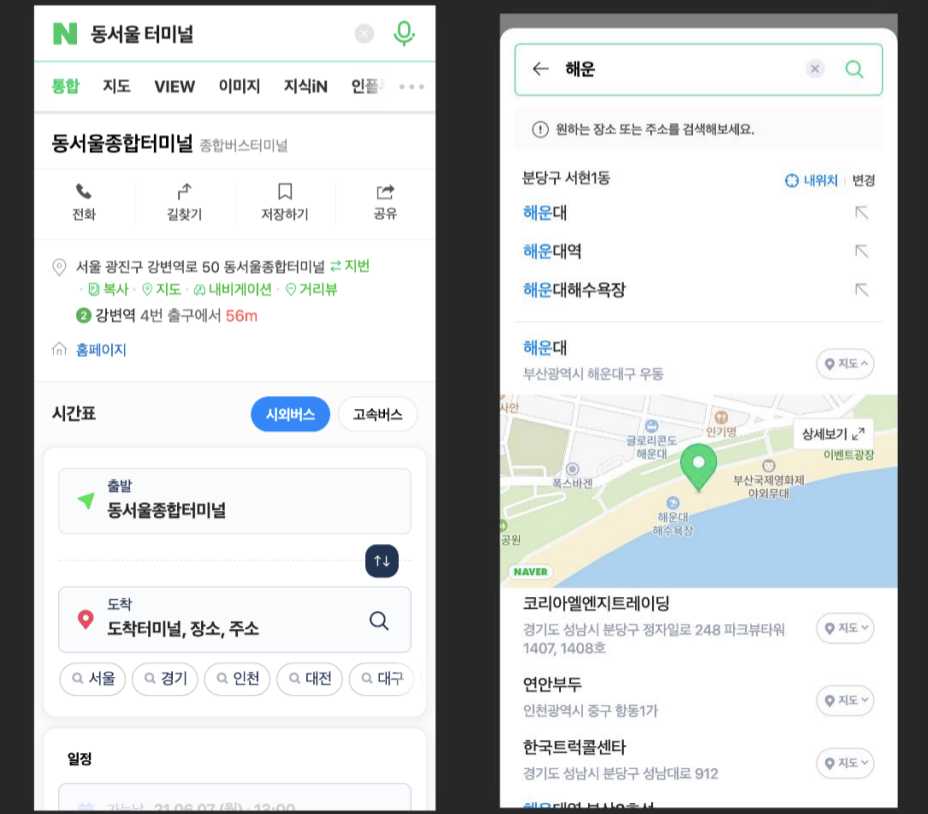 N 동서울 터미널
통합 지도 VIEW 이미지 지식iN 인플
동서울종합터미널 종합버스터미널
전화 길찾기 저장하기 공유
서울 광진구 강변역로 50 동서울종합터미널 지번
복사 지도 내비게이션 거리뷰
2 강변역 4번 출구에서 56m
홈페이지
시간표 시외버스 고속버스
출발
동서울종합터미널
도착
도착터미널, 장소, 주소
서울 경기 인천 대전 대구
일정
가는날 21.06.07 (월) · 13:00
해운
원하는 장소 또는 주소를 검색해보세요.
분당구 서현1동 내위치 변경
해운대
해운대역
해운대해수욕장
해운대
부산광역시 해운대구 우동
지도
사안
글로리콘도
해운대
인기명
상세보기
이벤트광장
폭스바겐
부산국제영화제
야외무대
해운대
해수욕장
공원
NAVER
코리아엘엔지트레이딩
경기도 성남시 분당구 정자일로 248 파크뷰타워
1407, 1408호
지도
연안부두
인천광역시 중구 항동1가
지도
한국트럭콜센타
경기도 성남시 분당구 성남대로 912
지도